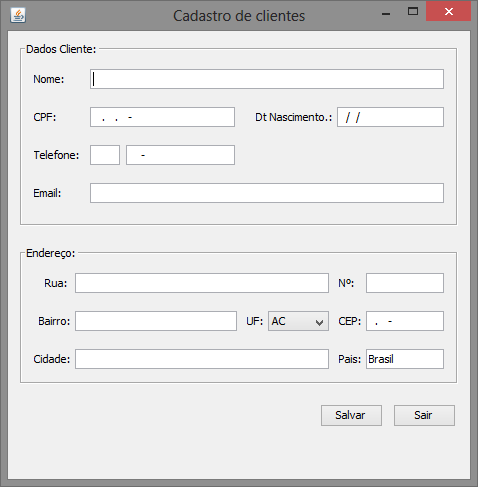 Cadastro de clientes
Dados Cliente:
Nome:
CPF: . . - Dt Nascimento.: / /
Telefone: -
Email:
Endereço:
Rua: Nº:
Bairro: UF: AC CEP: . -
Cidade: Pais: Brasil
Salvar Sair